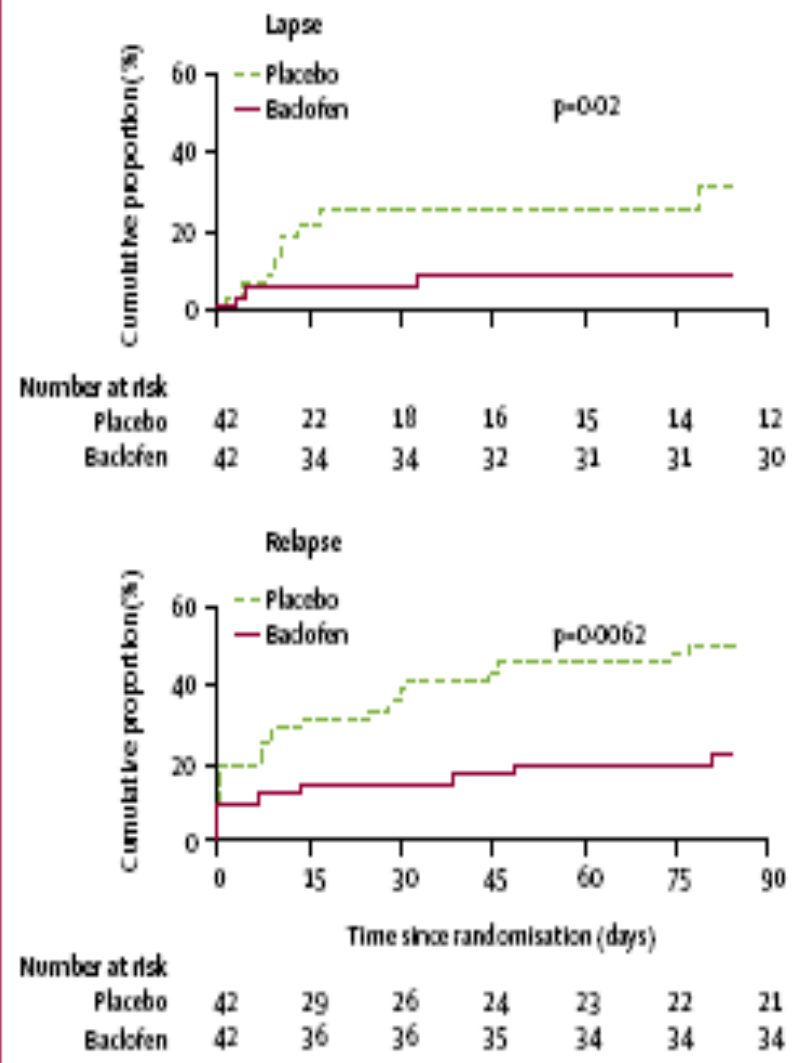 Lapse
Cumulative proportion (%)
60
40
20
0
Placebo
Baclofen
p=0·02
Number at risk
Placebo 42 22 18 16 15 14 12
Baclofen 42 34 34 32 31 31 30
Relapse
Cumulative proportion (%)
60
40
20
0
Placebo
Baclofen
p=0·0062
0 15 30 45 60 75 90
Time since randomisation (days)
Number at risk
Placebo 42 29 26 24 23 22 21
Baclofen 42 36 36 35 34 34 34